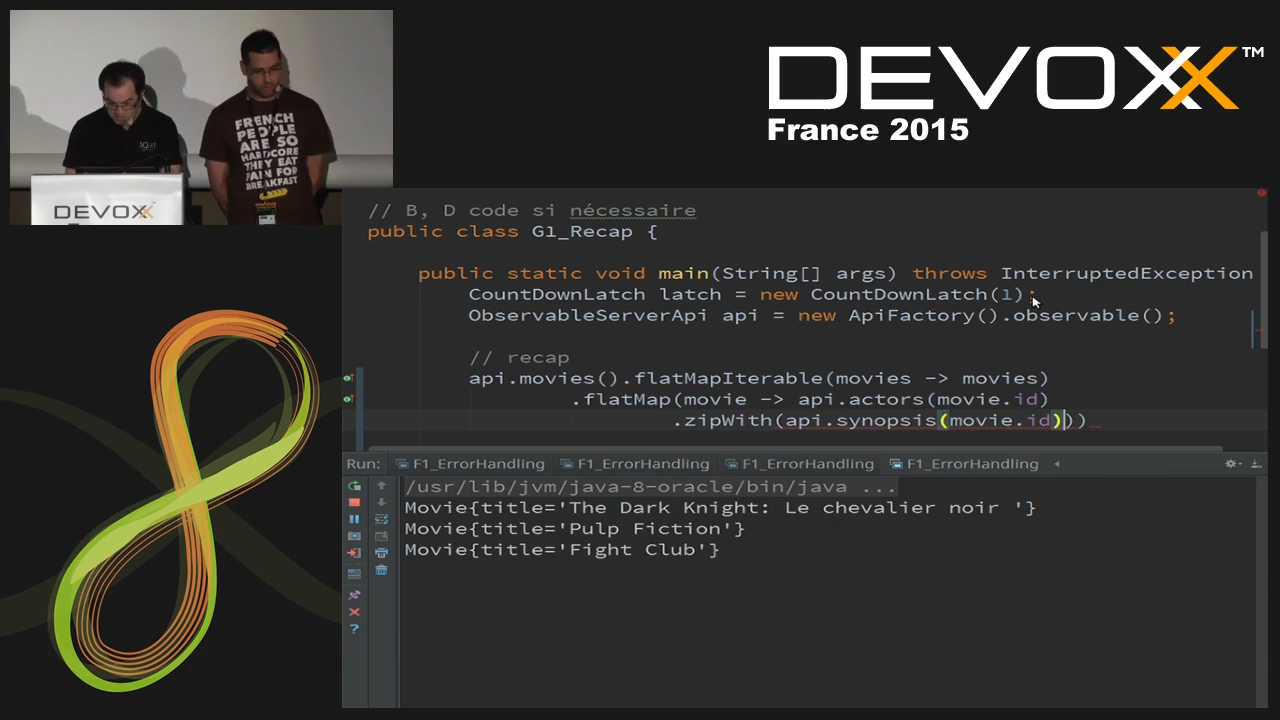 DEVOXX™
France 2015
FRENCH
PEOPLE
ARE SO
HARDCORE
THEY EAT
PAIN FOR
BREAKFAST
DEVOXX
// B, D code si nécessaire
public class G1_Recap {
public static void main(String[] args) throws InterruptedException
CountDownLatch latch = new CountDownLatch(1);
ObservableServerApi api = new ApiFactory().observable();
// recap
api.movies().flatMapIterable(movies -> movies)
.flatMap(movie -> api.actors(movie.id)
.zipWith(api.synopsis(movie.id)))
Run: F1_ErrorHandling F1_ErrorHandling F1_ErrorHandling F1_ErrorHandling
/usr/lib/jvm/java-8-oracle/bin/java ...
Movie{title='The Dark Knight: Le chevalier noir '}
Movie{title='Pulp Fiction'}
Movie{title='Fight Club'}